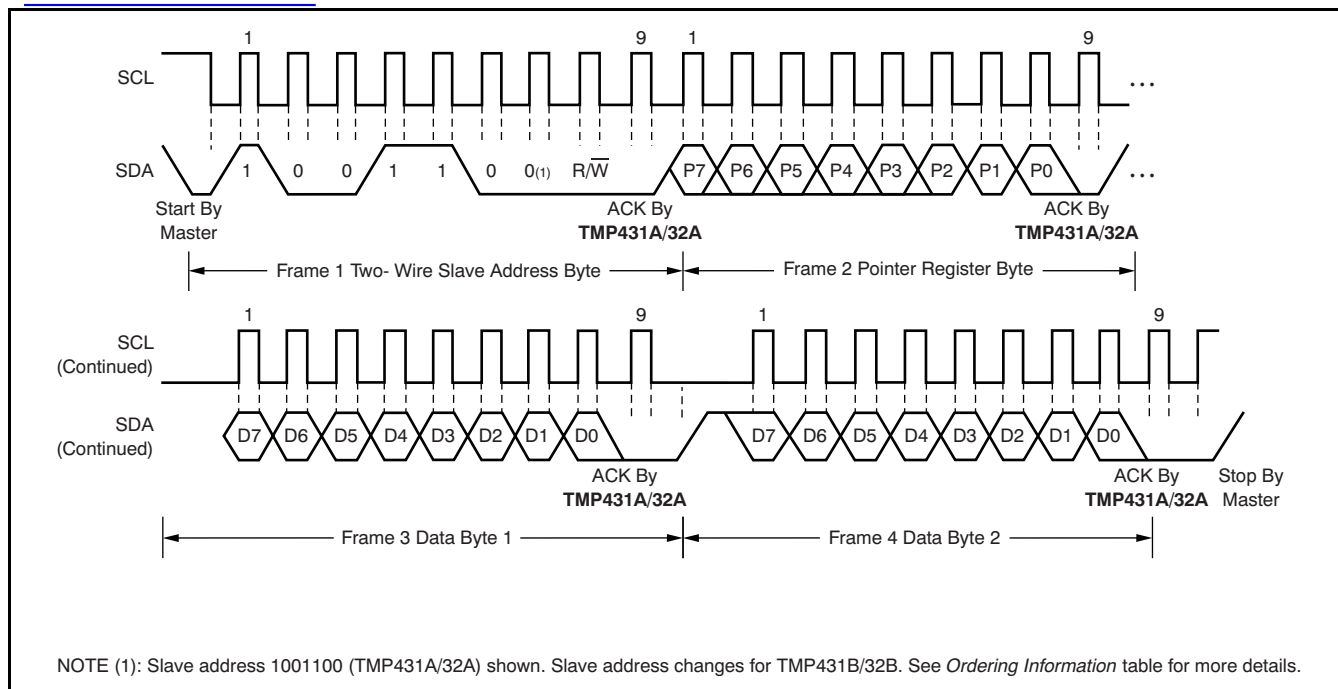 1 9 1 9
SCL ...
SDA 1 0 0 1 1 0 0(1) R/W P7 P6 P5 P4 P3 P2 P1 P0 ...
Start By Master
ACK By TMP431A/32A
ACK By TMP431A/32A
Frame 1 Two- Wire Slave Address Byte
Frame 2 Pointer Register Byte
1 9 1 9
SCL
(Continued)
SDA
(Continued)
D7 D6 D5 D4 D3 D2 D1 D0 D7 D6 D5 D4 D3 D2 D1 D0
ACK By TMP431A/32A
ACK By TMP431A/32A
Stop By Master
Frame 3 Data Byte 1
Frame 4 Data Byte 2
NOTE (1): Slave address 1001100 (TMP431A/32A) shown. Slave address changes for TMP431B/32B. See Ordering Information table for more details.